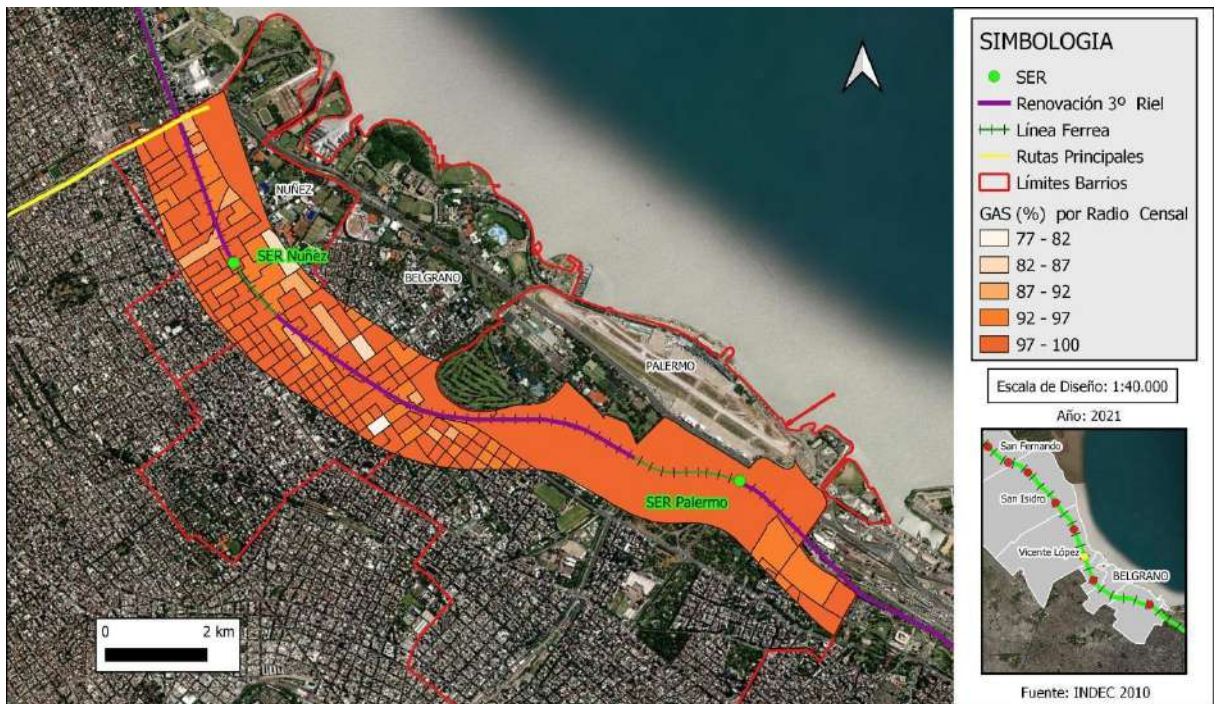 NUÑEZ
SER Núñez
BELGRANO
PALERMO
SER Palermo
0 2 km
SIMBOLOGIA
SER
Renovación 3º Riel
Línea Ferrea
Rutas Principales
Límites Barrios
GAS (%) por Radio Censal
77 - 82
82 - 87
87 - 92
92 - 97
97 - 100
Escala de Diseño: 1:40.000
Año: 2021
San Fernando
San Isidro
Vicente López
BELGRANO
Fuente: INDEC 2010